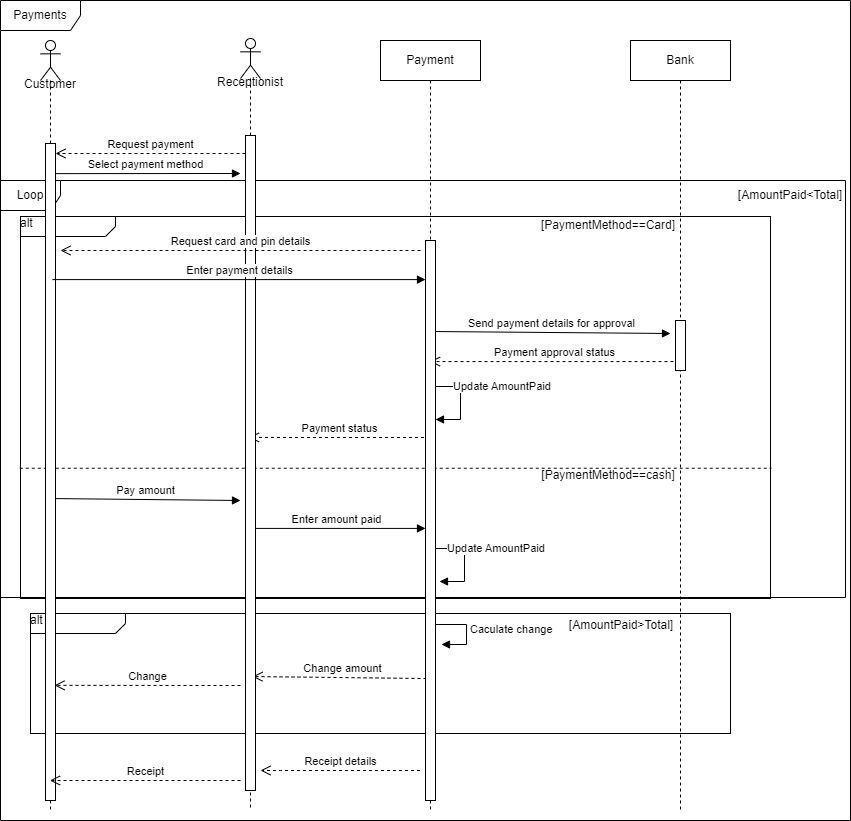 Payments
Customer
Receptionist
Payment
Bank
Request payment
Select payment method
Loop
[AmountPaid<Total]
alt
[PaymentMethod==Card]
Request card and pin details
Enter payment details
Send payment details for approval
Payment approval status
Update AmountPaid
Payment status
[PaymentMethod==cash]
Pay amount
Enter amount paid
Update AmountPaid
alt
[AmountPaid>Total]
Caculate change
Change amount
Change
Receipt details
Receipt